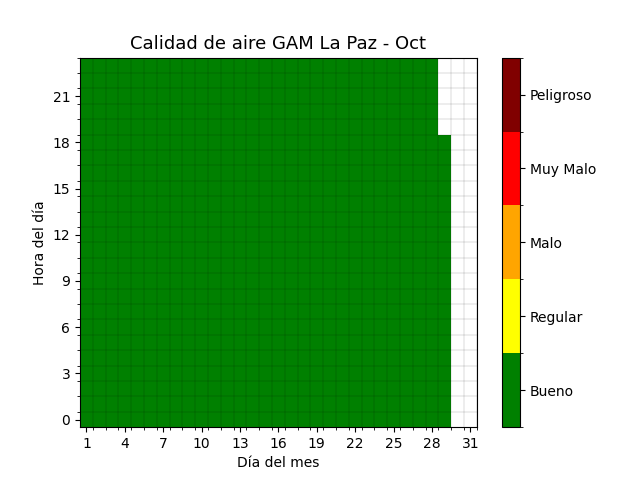 Calidad de aire GAM La Paz - Oct
Hora del día
21
18
15
12
9
6
3
0
1 4 7 10 13 16 19 22 25 28 31
Día del mes
Peligroso
Muy Malo
Malo
Regular
Bueno